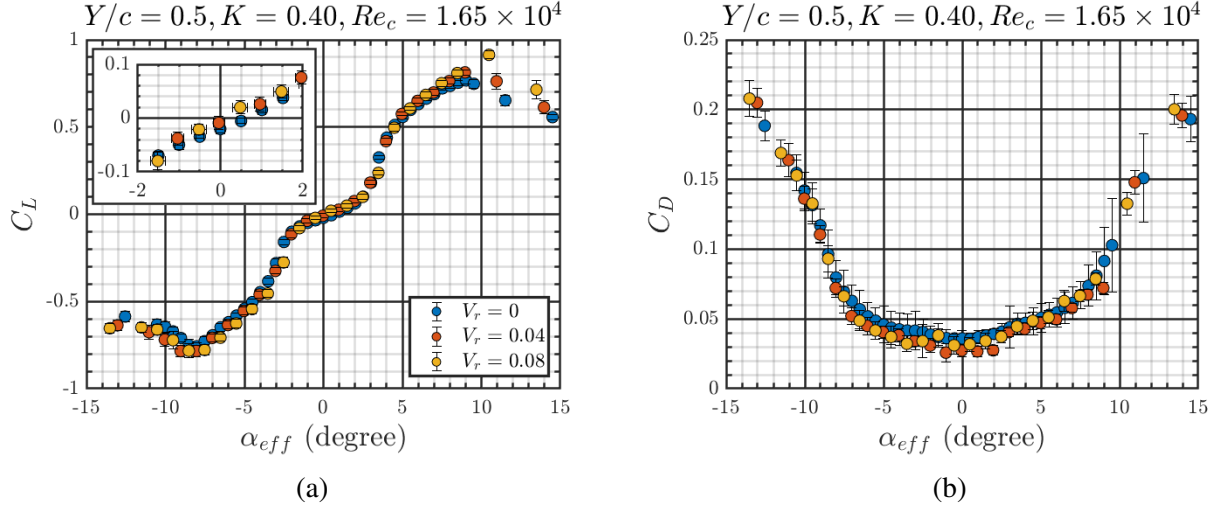 Y/c = 0.5, K = 0.40, Re_c = 1.65 × 10^4
1
0.5
0
-0.5
-1
C_L
0.1
0
-0.1
-2
0
2
V_r = 0
V_r = 0.04
V_r = 0.08
-15
-10
-5
0
5
10
15
α_eff (degree)
(a)
Y/c = 0.5, K = 0.40, Re_c = 1.65 × 10^4
0.25
0.2
0.15
0.1
0.05
0
C_D
-15
-10
-5
0
5
10
15
α_eff (degree)
(b)